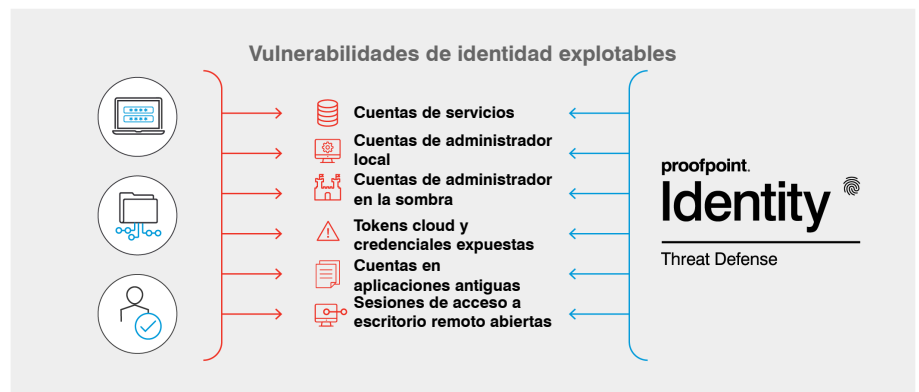 Vulnerabilidades de identidad explotables
Cuentas de servicios
Cuentas de administrador
local
Cuentas de administrador
en la sombra
Tokens cloud y
credenciales expuestas
Cuentas en
aplicaciones antiguas
Sesiones de acceso a
escritorio remoto abiertas
proofpoint.
Identity
Threat Defense